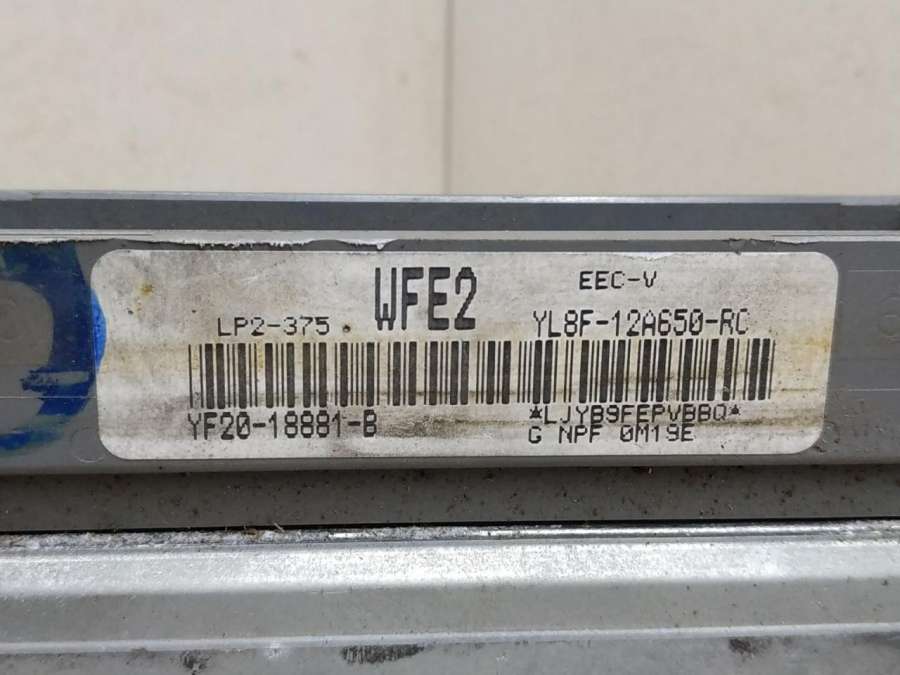 WFE2 EEC-V
LP2-375 YL8F-12A650-RC
YF20-18881-B *LJYB9FEPVBBQ*
G NPF 0M19E